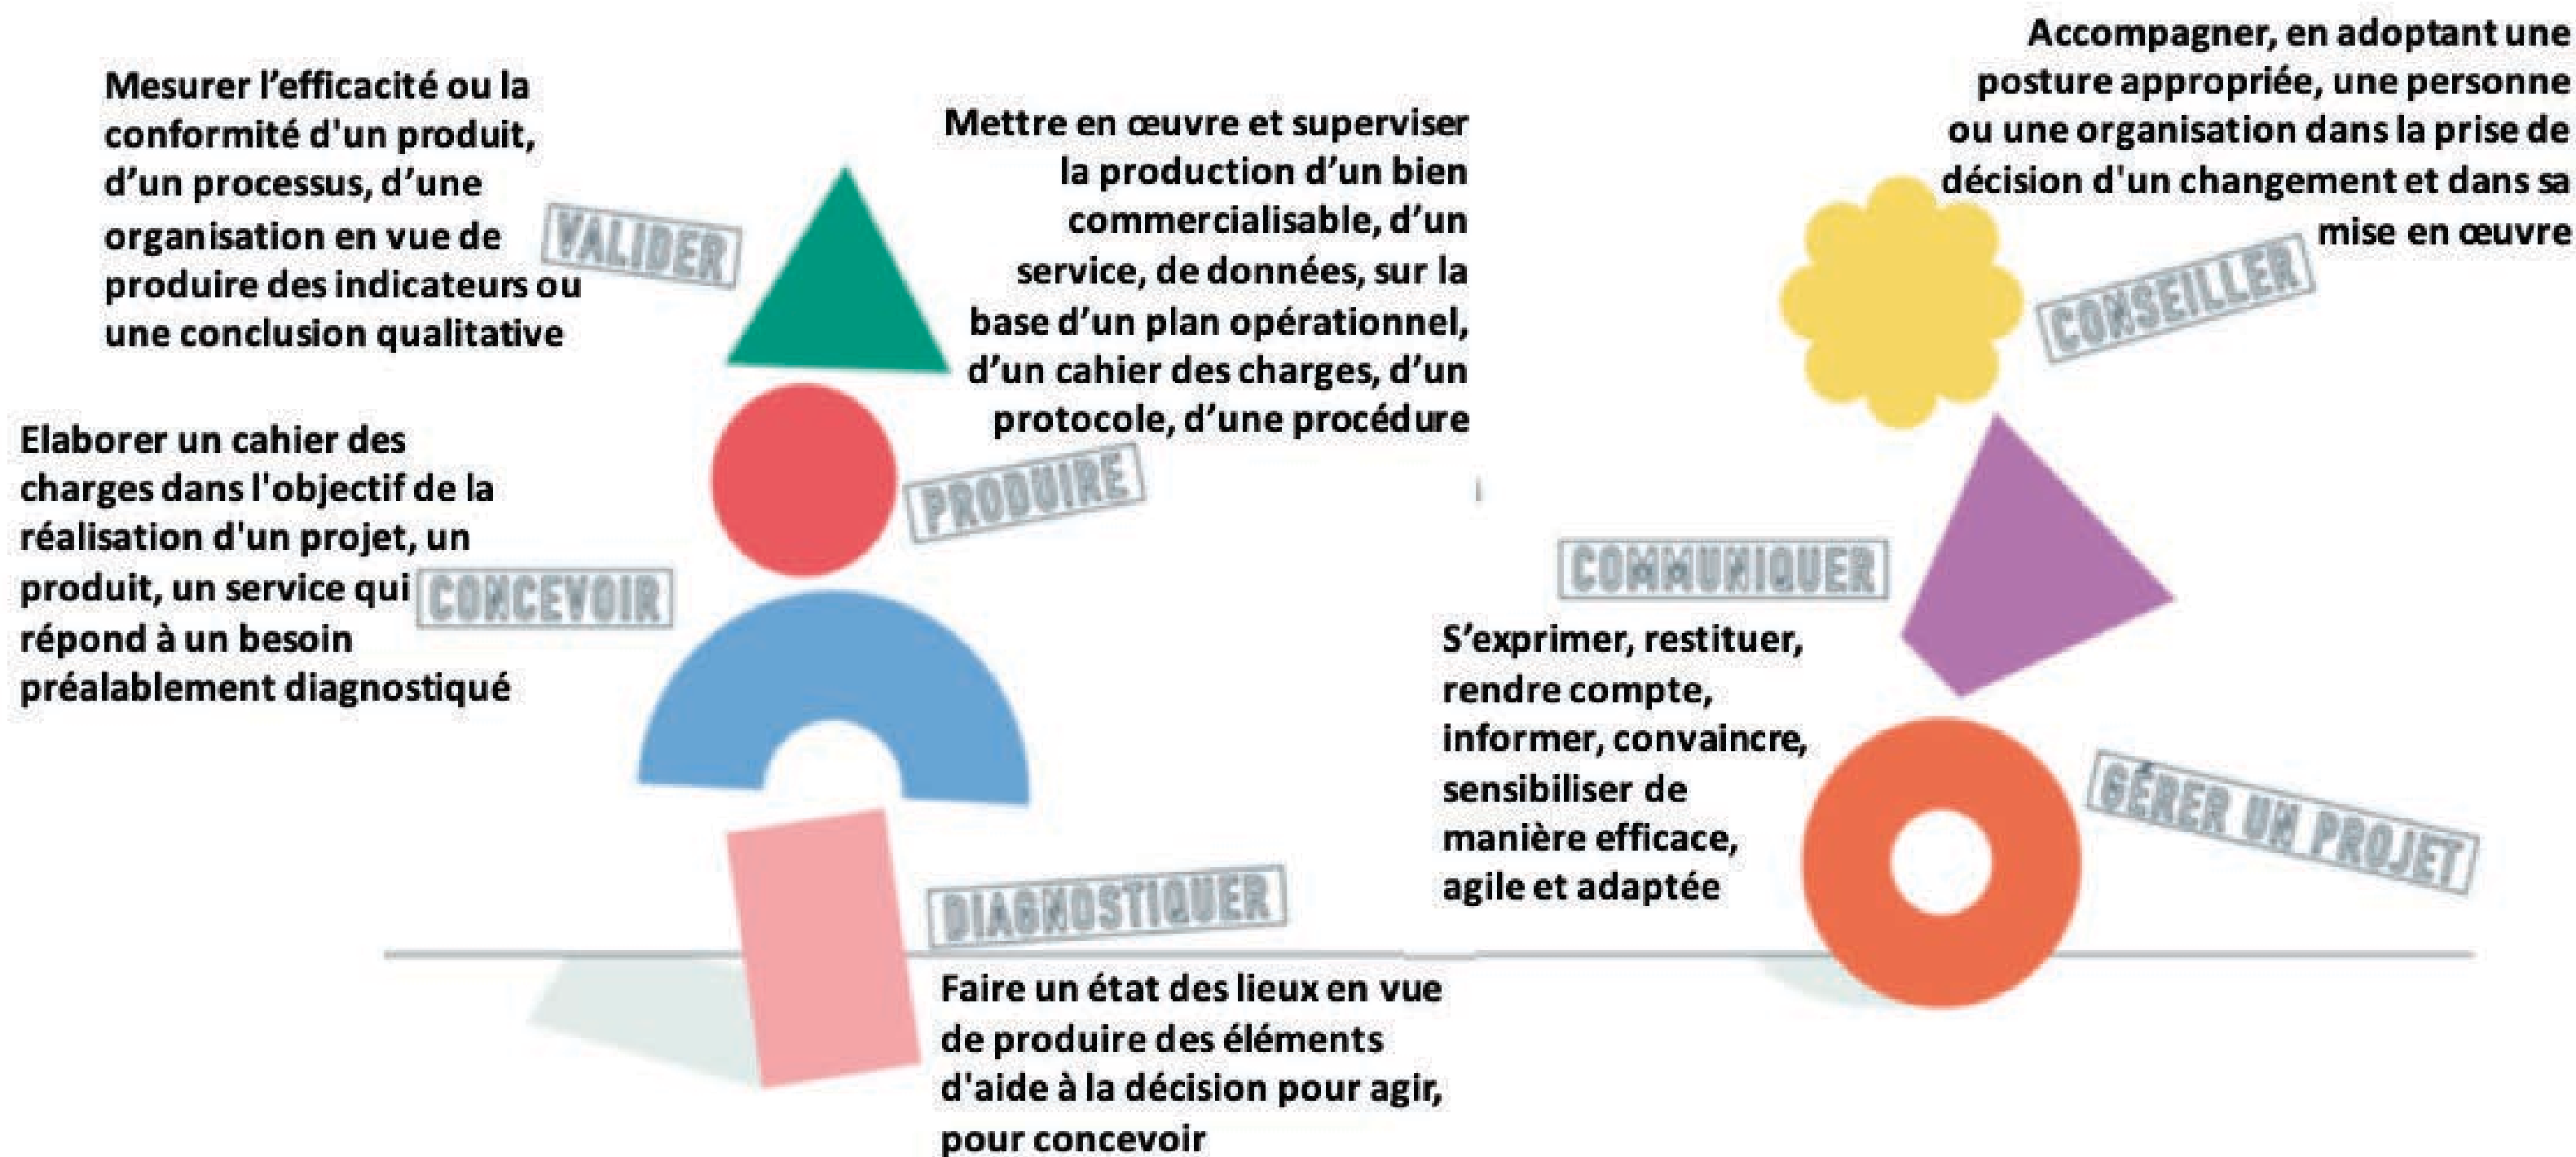 Mesurer l’efficacité ou la
conformité d'un produit,
d’un processus, d’une
organisation en vue de
produire des indicateurs ou
une conclusion qualitative
VALIDER
Mettre en œuvre et superviser
la production d’un bien
commercialisable, d’un
service, de données, sur la
base d’un plan opérationnel,
d’un cahier des charges, d’un
protocole, d’une procédure
PRODUIRE
Elaborer un cahier des
charges dans l'objectif de la
réalisation d'un projet, un
produit, un service qui
répond à un besoin
préalablement diagnostiqué
CONCEVOIR
DIAGNOSTIQUER
Faire un état des lieux en vue
de produire des éléments
d'aide à la décision pour agir,
pour concevoir
Accompagner, en adoptant une
posture appropriée, une personne
ou une organisation dans la prise de
décision d'un changement et dans sa
mise en œuvre
CONSEILLER
COMMUNIQUER
S’exprimer, restituer,
rendre compte,
informer, convaincre,
sensibiliser de
manière efficace,
agile et adaptée
GÉRER UN PROJET